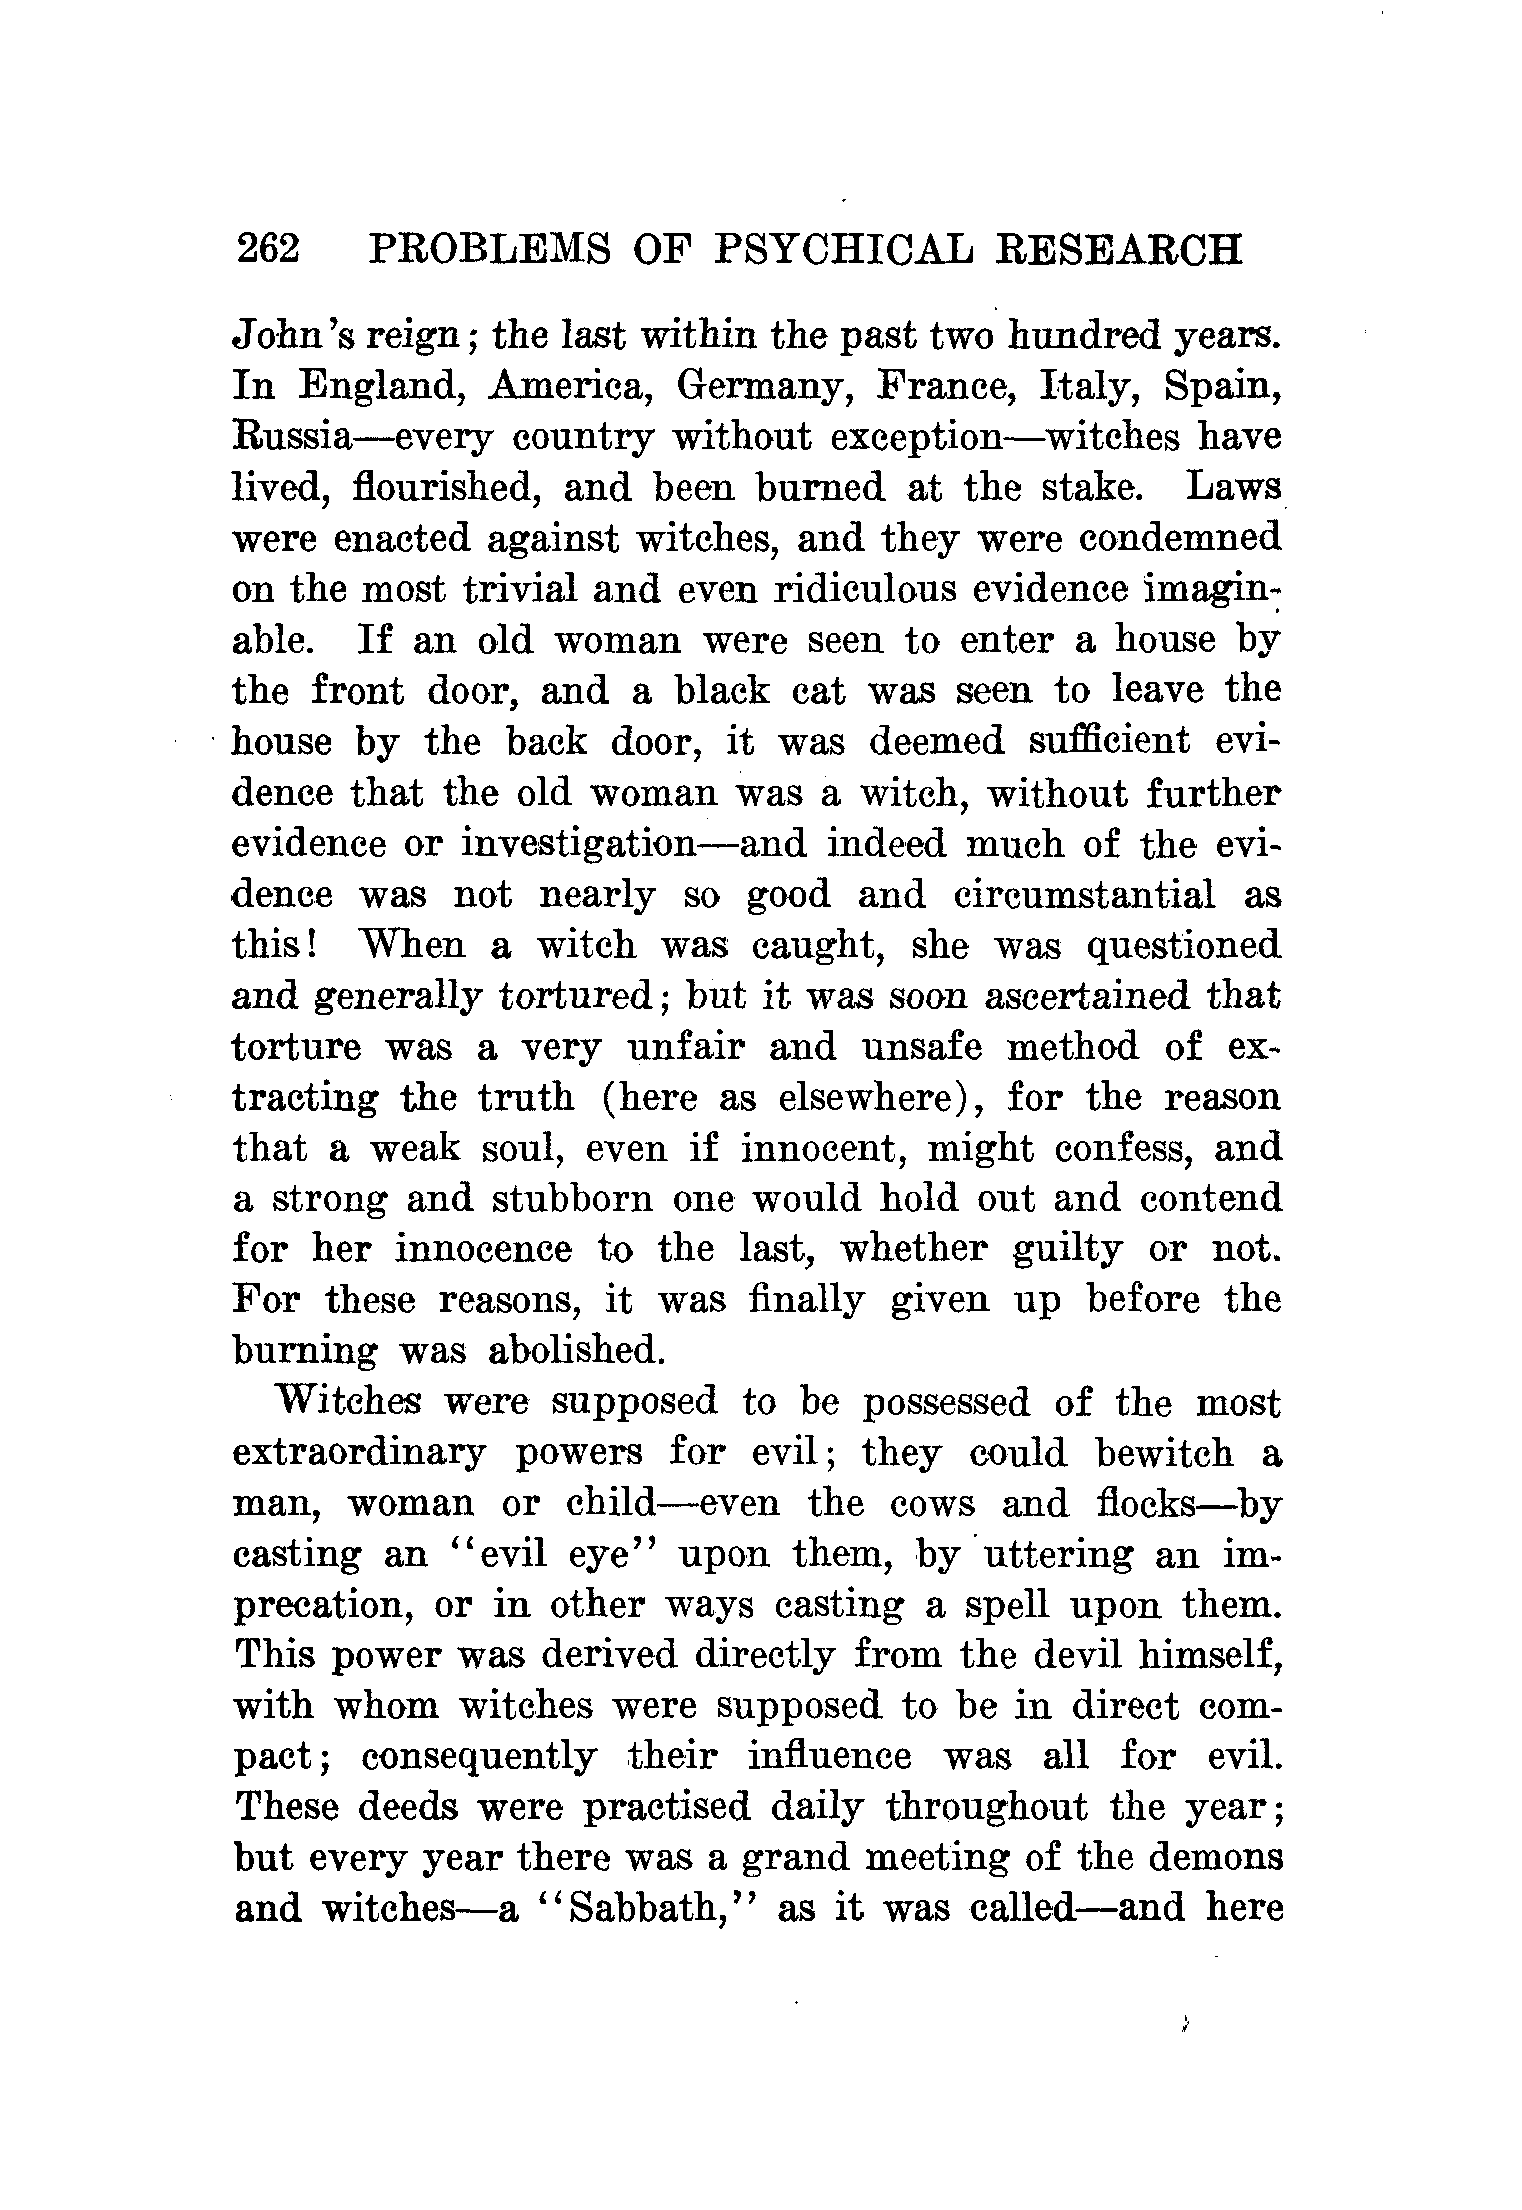 262 PROBLEMS OF PSYCHICAL RESEARCH
John's reign; the last within the past two hundred years.
In England, America, Germany, France, Italy, Spain,
Russia—every country without exception—witches have
lived, flourished, and been burned at the stake. Laws
were enacted against witches, and they were condemned
on the most trivial and even ridiculous evidence imagin-
able. If an old woman were seen to enter a house by
the front door, and a black cat was seen to leave the
house by the back door, it was deemed sufficient evi-
dence that the old woman was a witch, without further
evidence or investigation—and indeed much of the evi-
dence was not nearly so good and circumstantial as
this! When a witch was caught, she was questioned
and generally tortured; but it was soon ascertained that
torture was a very unfair and unsafe method of ex-
tracting the truth (here as elsewhere), for the reason
that a weak soul, even if innocent, might confess, and
a strong and stubborn one would hold out and contend
for her innocence to the last, whether guilty or not.
For these reasons, it was finally given up before the
burning was abolished.
Witches were supposed to be possessed of the most
extraordinary powers for evil; they could bewitch a
man, woman or child—even the cows and flocks—by
casting an "evil eye" upon them, by uttering an im-
precation, or in other ways casting a spell upon them.
This power was derived directly from the devil himself,
with whom witches were supposed to be in direct com-
pact; consequently their influence was all for evil.
These deeds were practised daily throughout the year;
but every year there was a grand meeting of the demons
and witches—a "Sabbath," as it was called—and here